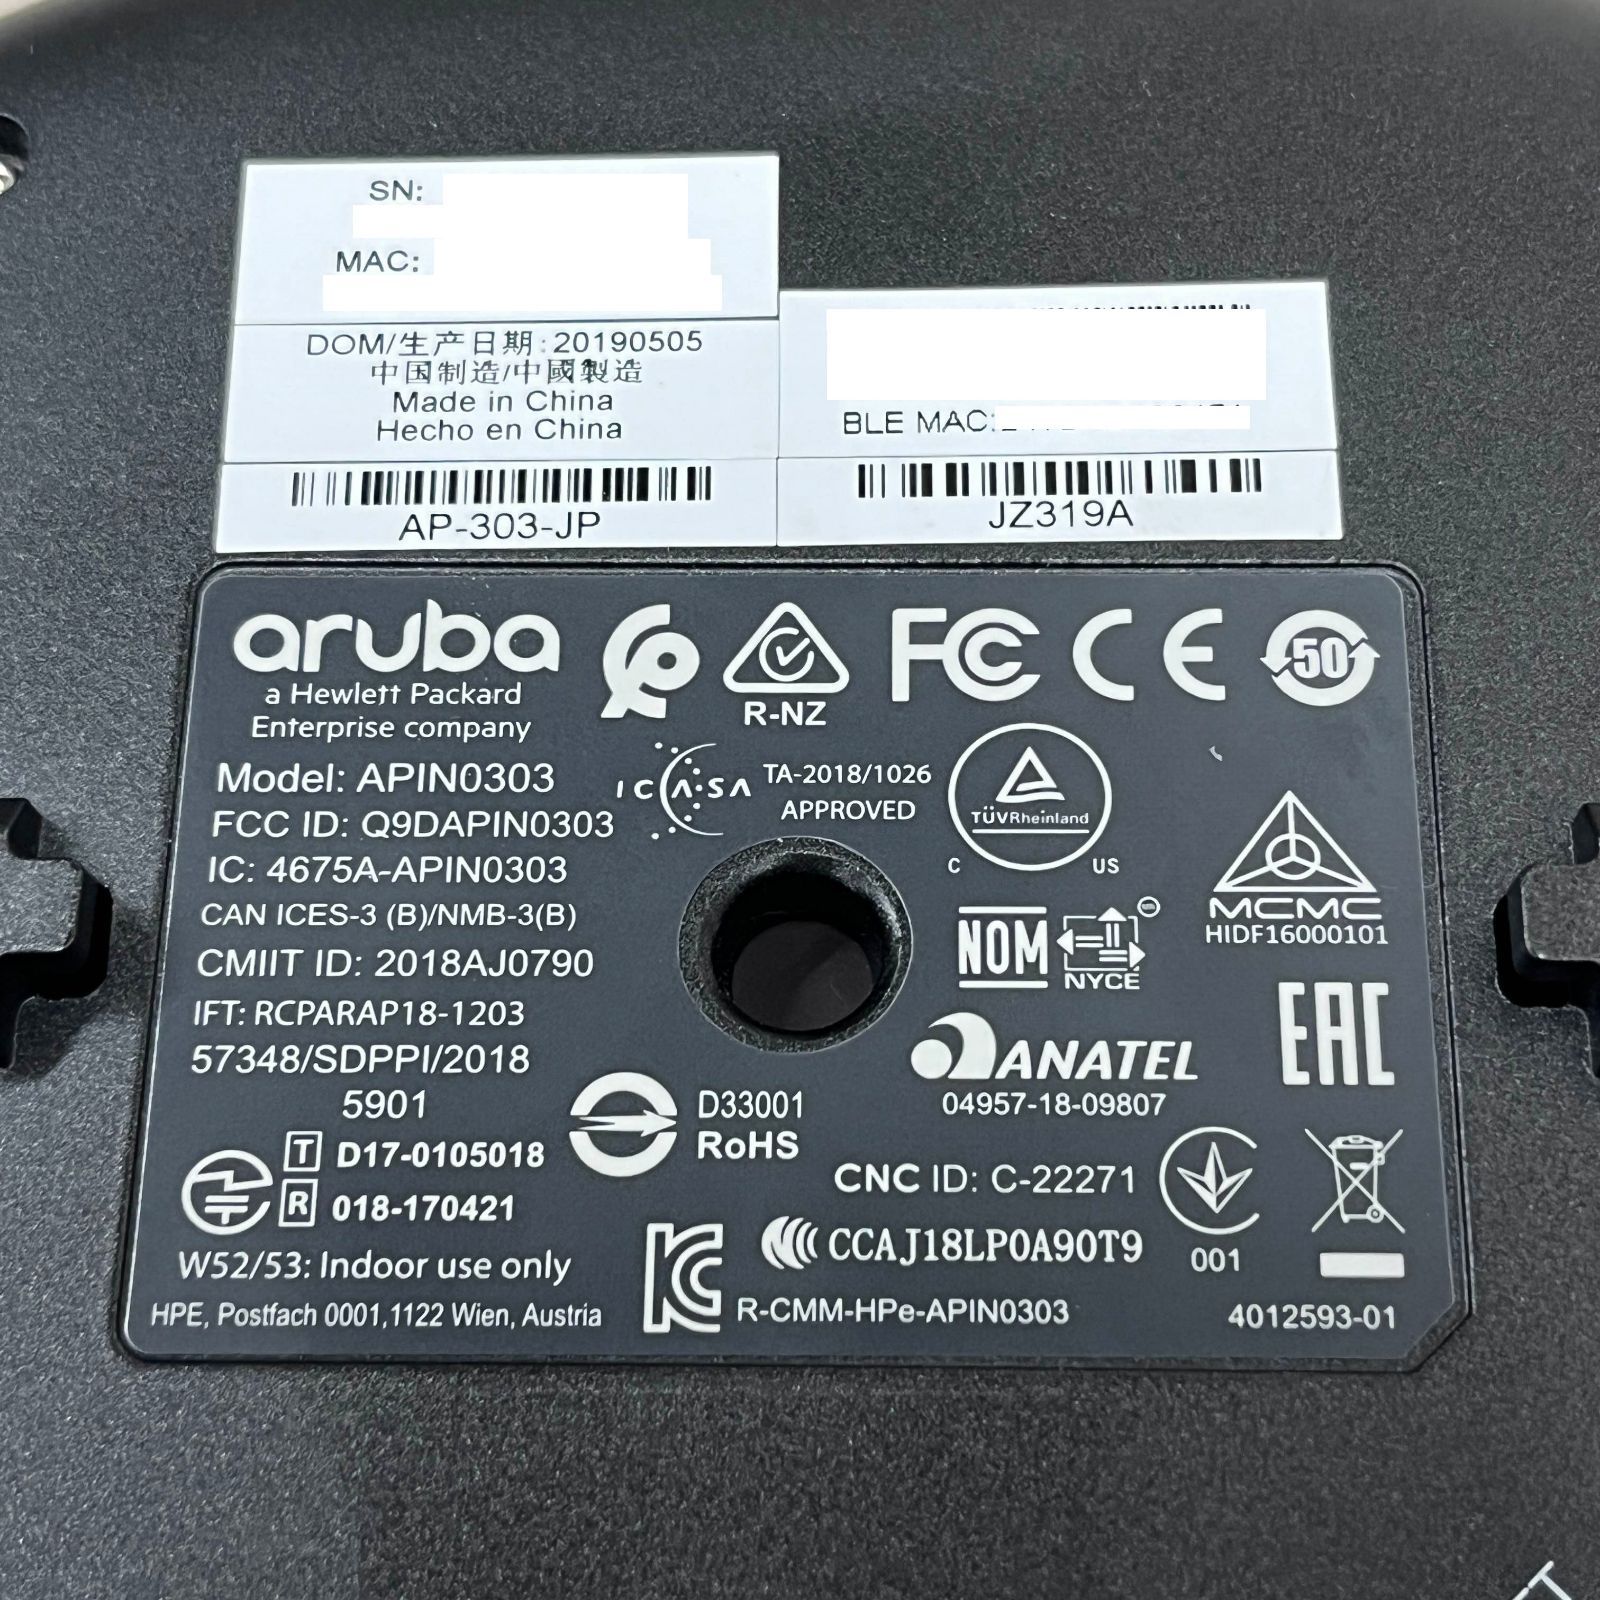 SN:
MAC:
DOM/生产日期:20190505
中国制造/中國製造
Made in China
Hecho en China
AP-303-JP
BLE MAC:
JZ319A
aruba
a Hewlett Packard
Enterprise company
R-NZ
FC CE 50
Model: APIN0303
FCC ID: Q9DAPIN0303
IC: 4675A-APIN0303
CAN ICES-3 (B)/NMB-3(B)
CMIIT ID: 2018AJ0790
IFT: RCPARAP18-1203
57348/SDPPI/2018
5901
T D17-0105018
R 018-170421
W52/53: Indoor use only
HPE, Postfach 0001,1122 Wien, Austria
ICASA
TA-2018/1026
APPROVED
TÜVRheinland
C US
NOM
NYCE
MCMC
HIDF16000101
EAC
ANATEL
04957-18-09807
D33001
RoHS
CNC ID: C-22271
001
CCAJ18LP0A90T9
R-CMM-HPe-APIN0303
4012593-01